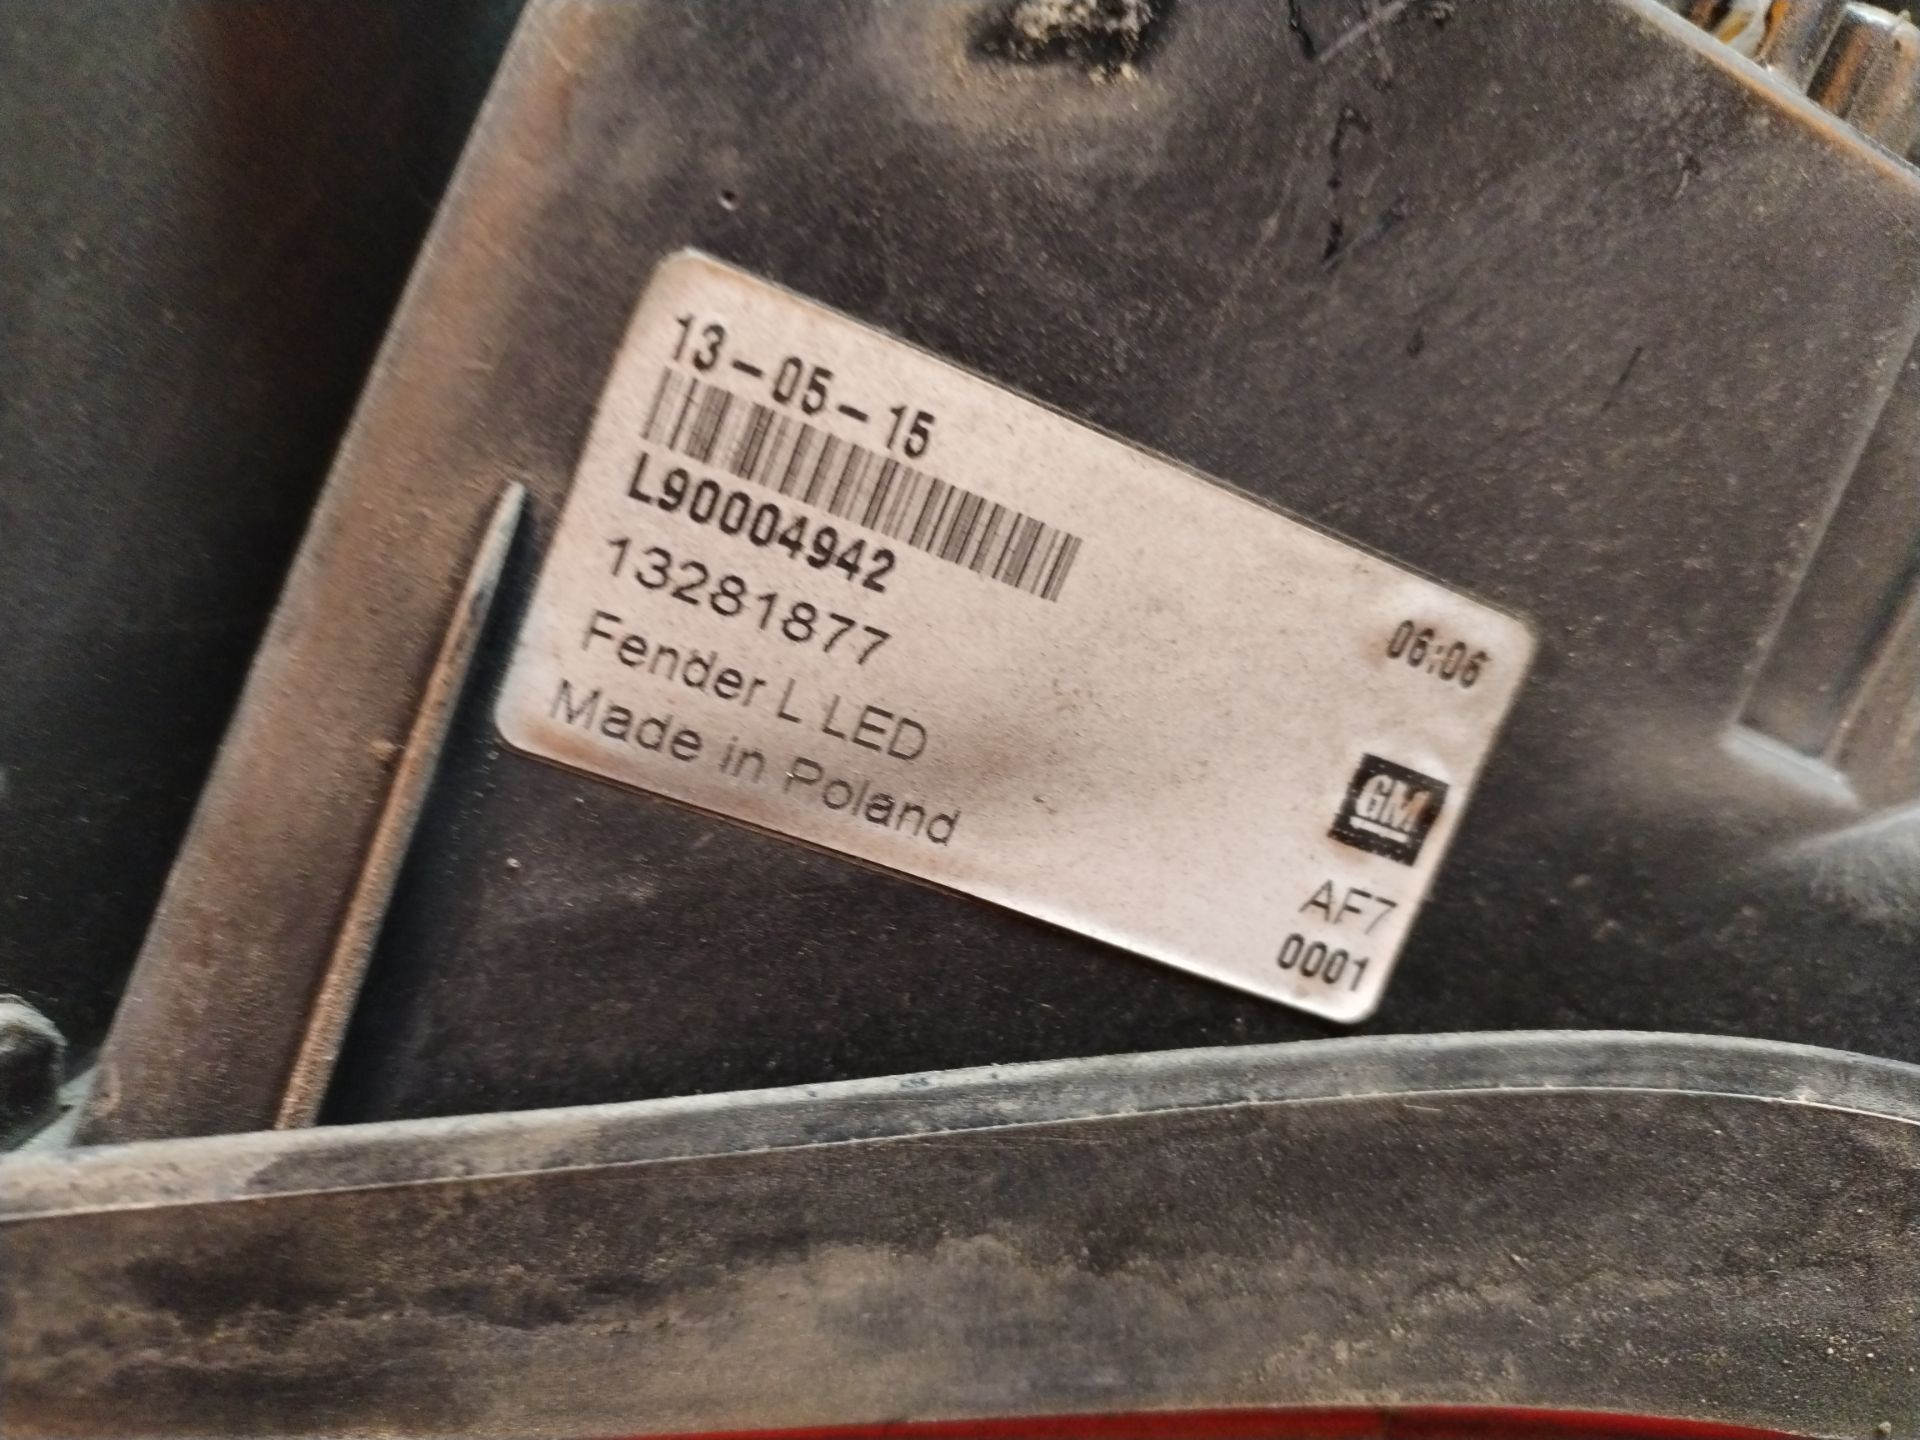 13-05-15
L90004942
13281877
Fender L LED
Made in Poland
06:06
GM
AF7
0001